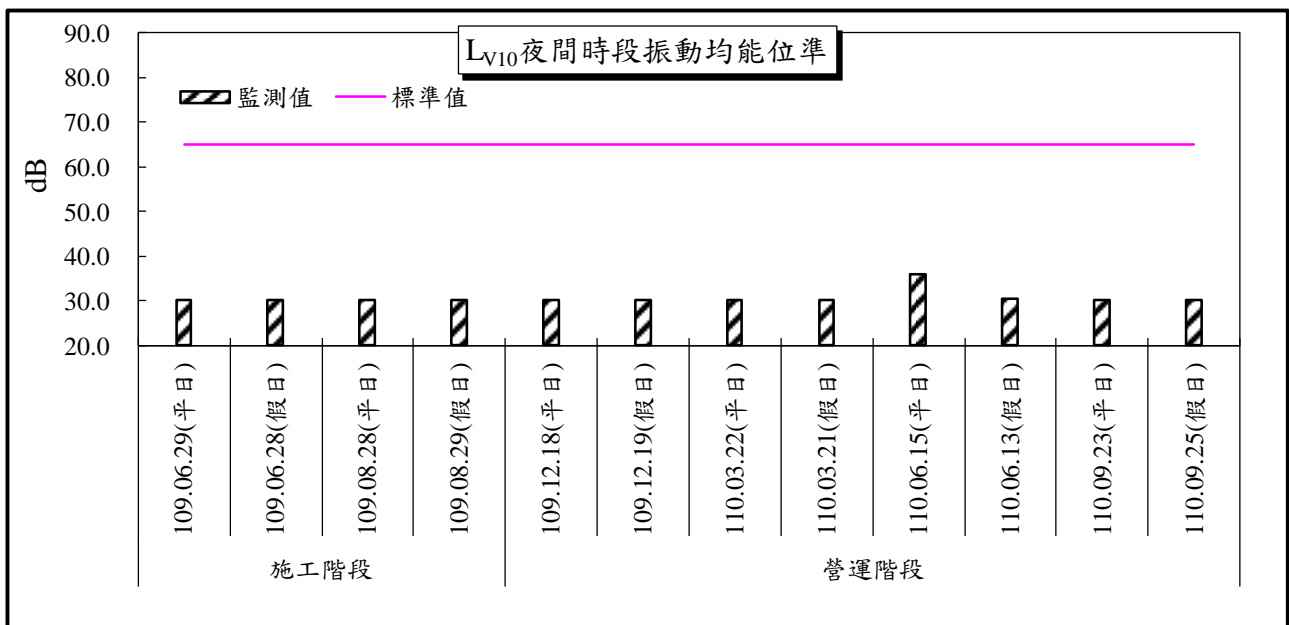 L_V10夜間時段振動均能位準
監測值
標準值
dB
90.0
80.0
70.0
60.0
50.0
40.0
30.0
20.0
109.06.29(平日)
109.06.28(假日)
109.08.28(平日)
109.08.29(假日)
109.12.18(平日)
109.12.19(假日)
110.03.22(平日)
110.03.21(假日)
110.06.15(平日)
110.06.13(假日)
110.09.23(平日)
110.09.25(假日)
施工階段
營運階段